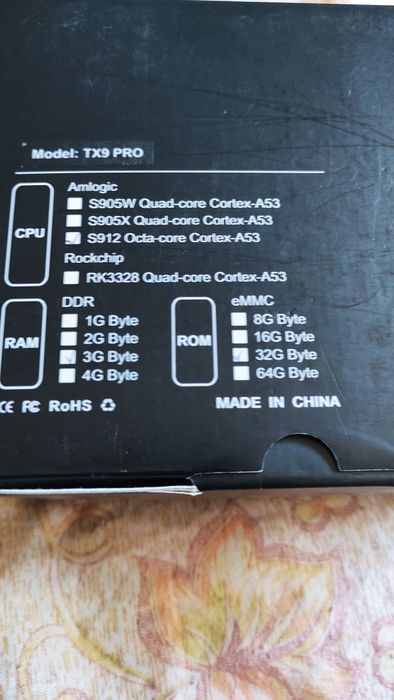 Model: TX9 PRO
CPU
Amlogic
S905W Quad-core Cortex-A53
S905X Quad-core Cortex-A53
S912 Octa-core Cortex-A53
Rockchip
RK3328 Quad-core Cortex-A53
RAM
DDR
1G Byte
2G Byte
3G Byte
4G Byte
ROM
eMMC
8G Byte
16G Byte
32G Byte
64G Byte
CE FC RoHS
MADE IN CHINA